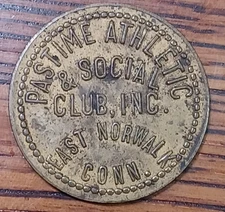 PASTIME ATHLETIC
& SOCIAL
CLUB, INC.
EAST NORWALK
CONN.